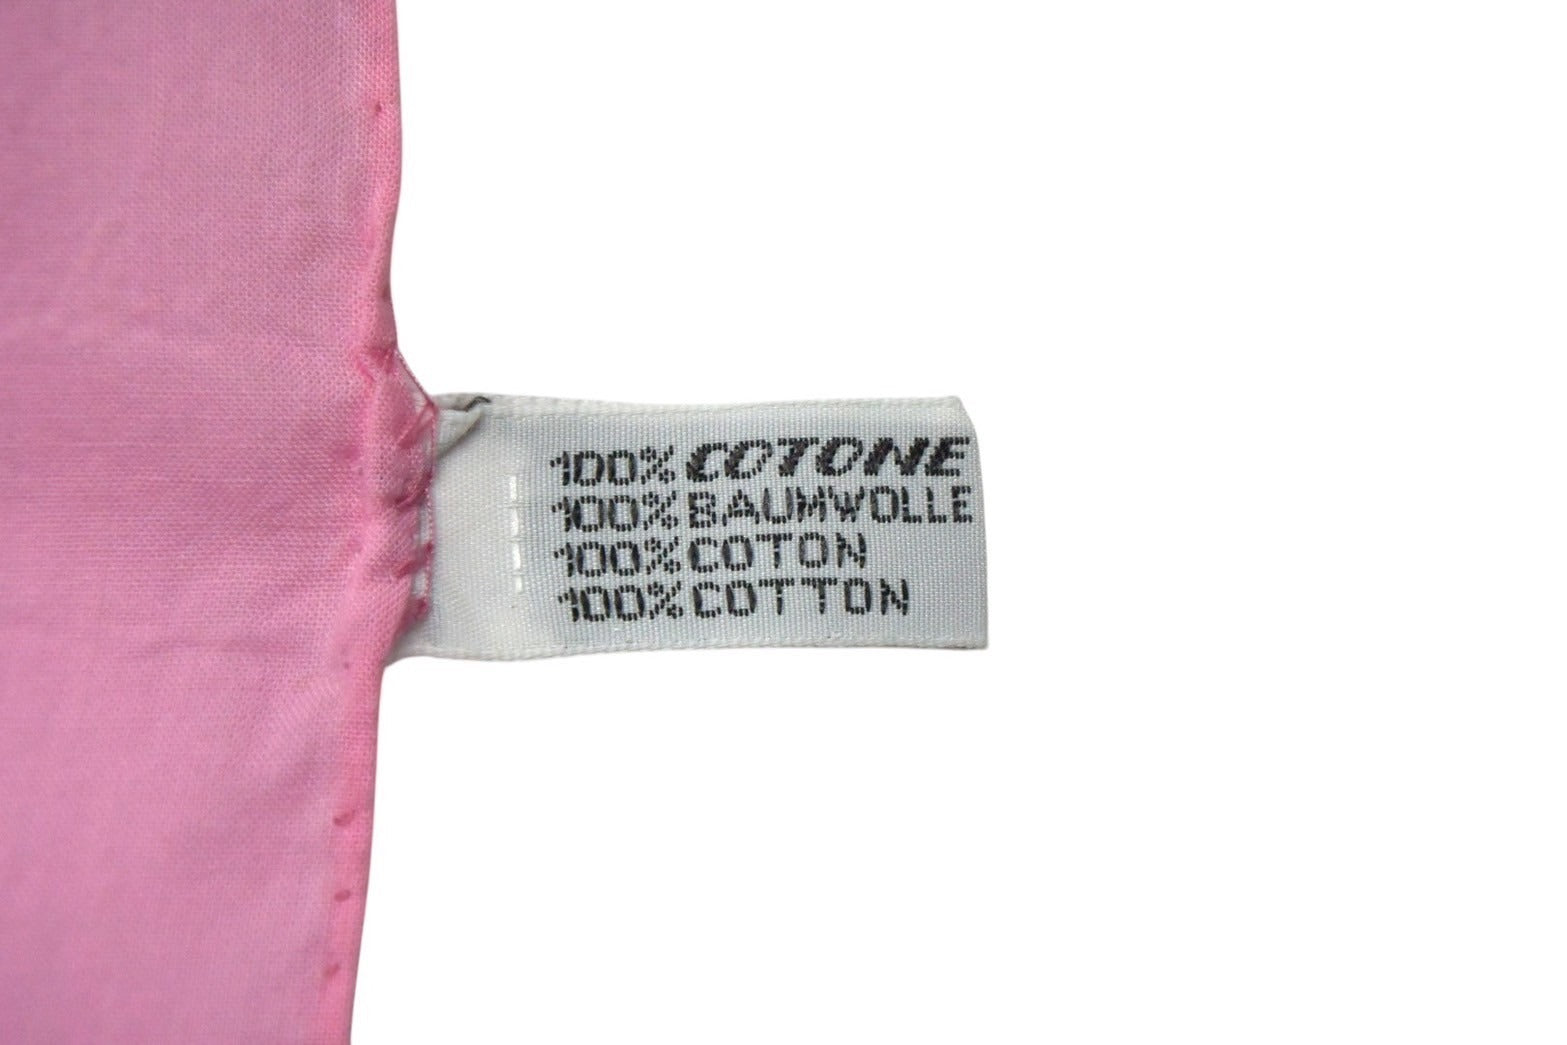 100% COTONE
100% BAUMWOLLE
100% COTON
100% COTTON